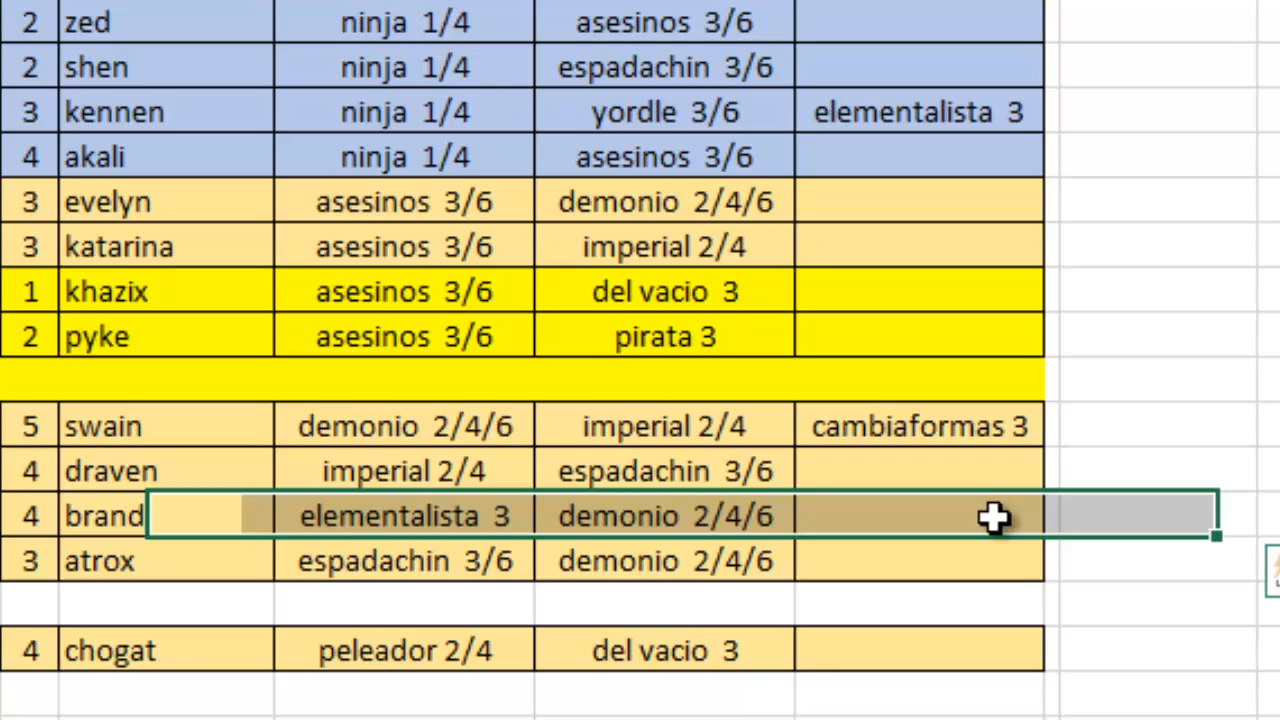 2 zed ninja 1/4 asesinos 3/6
2 shen ninja 1/4 espadachin 3/6
3 kennen ninja 1/4 yordle 3/6 elementalista 3
4 akali ninja 1/4 asesinos 3/6
3 evelyn asesinos 3/6 demonio 2/4/6
3 katarina asesinos 3/6 imperial 2/4
1 khazix asesinos 3/6 del vacio 3
2 pyke asesinos 3/6 pirata 3
5 swain demonio 2/4/6 imperial 2/4 cambiaformas 3
4 draven imperial 2/4 espadachin 3/6
4 brand elementalista 3 demonio 2/4/6
3 atrox espadachin 3/6 demonio 2/4/6
4 chogat peleador 2/4 del vacio 3